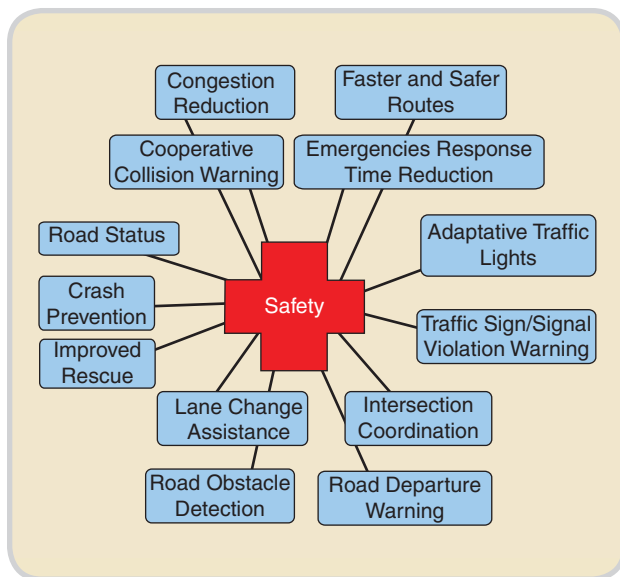 Congestion
Reduction
Faster and Safer
Routes
Cooperative
Collision Warning
Emergencies Response
Time Reduction
Road Status
Adaptative Traffic
Lights
Crash
Prevention
Safety
Traffic Sign/Signal
Violation Warning
Improved
Rescue
Lane Change
Assistance
Intersection
Coordination
Road Obstacle
Detection
Road Departure
Warning